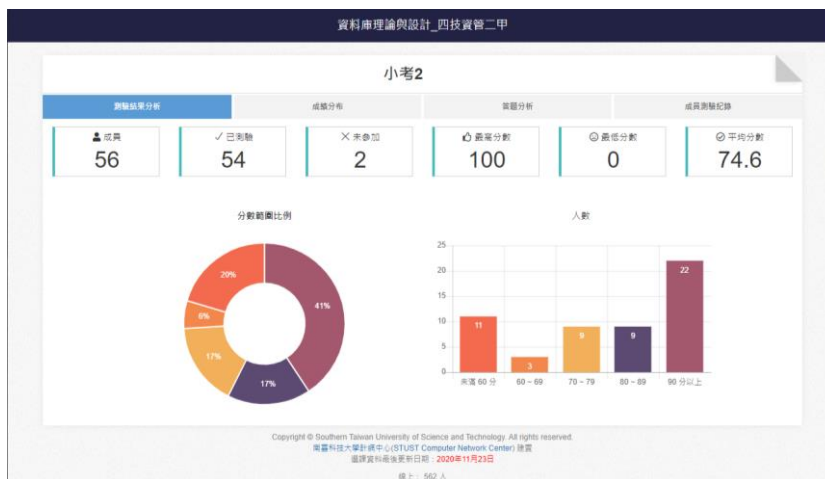 資料庫理論與設計_四技資管二甲
小考2
測驗結果分析
成績分布
答題分析
成員測驗紀錄
成員
56
已測驗
54
未參加
2
最高分數
100
最低分數
0
平均分數
74.6
分數範圍比例
20%
41%
6%
17%
17%
人數
25
20
15
10
5
0
11
3
9
9
22
未滿 60 分
60 ~ 69
70 ~ 79
80 ~ 89
90 分以上
Copyright © Southern Taiwan University of Science and Technology. All rights reserved.
南臺科技大學計網中心(STUST Computer Network Center) 建置
選課資料最後更新日期：2020年11月23日
線上： 562 人